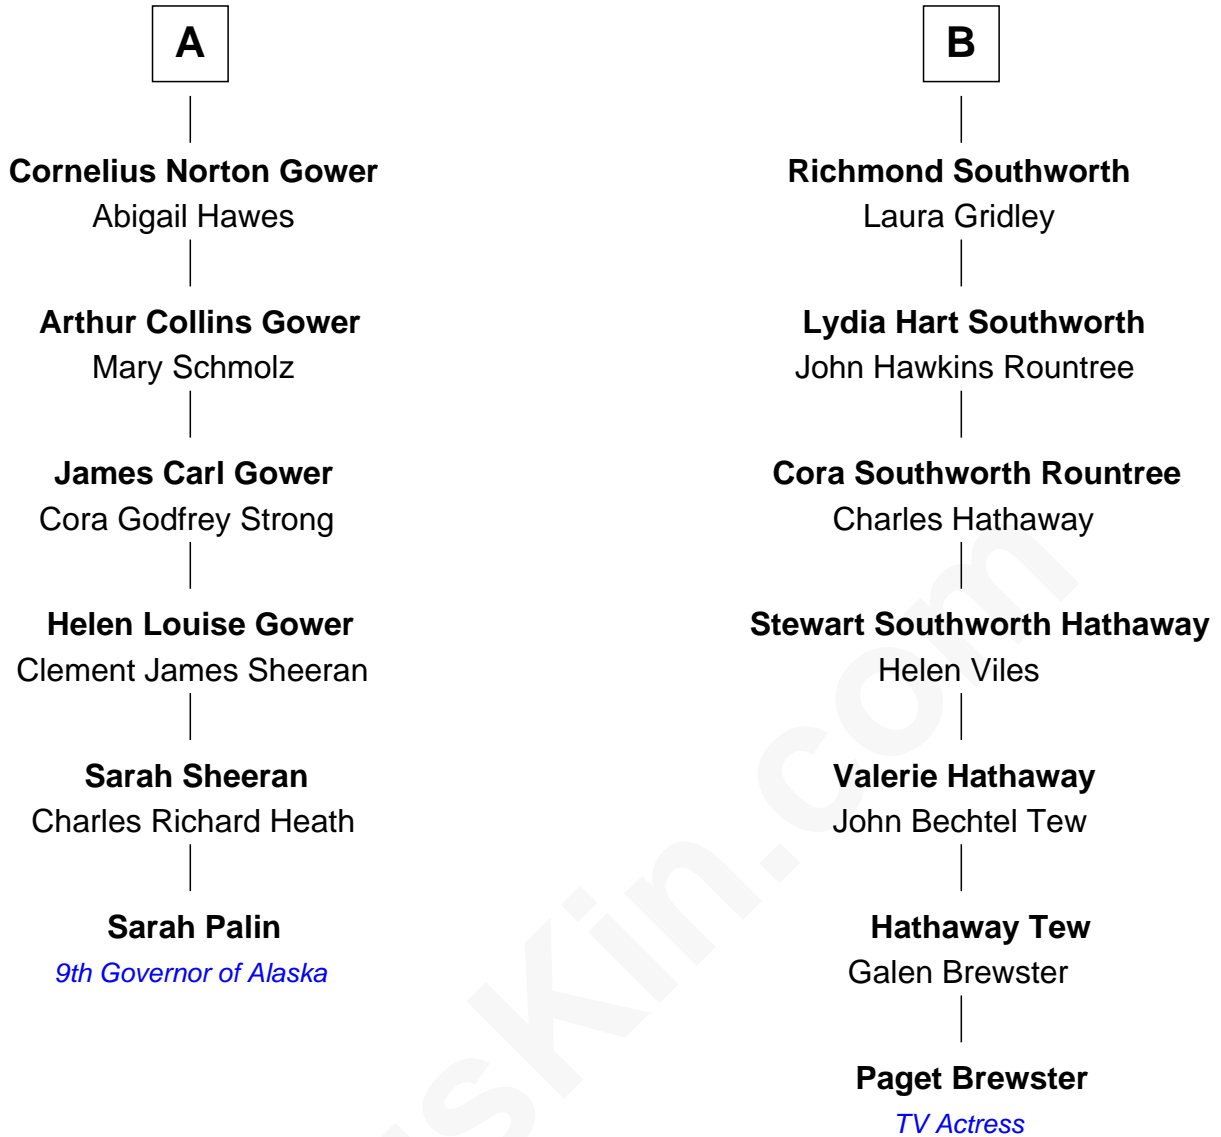 A
Cornelius Norton Gower
Abigail Hawes
Arthur Collins Gower
Mary Schmolz
James Carl Gower
Cora Godfrey Strong
Helen Louise Gower
Clement James Sheeran
Sarah Sheeran
Charles Richard Heath
Sarah Palin
9th Governor of Alaska
B
Richmond Southworth
Laura Gridley
Lydia Hart Southworth
John Hawkins Rountree
Cora Southworth Rountree
Charles Hathaway
Stewart Southworth Hathaway
Helen Viles
Valerie Hathaway
John Bechtel Tew
Hathaway Tew
Galen Brewster
Paget Brewster
TV Actress
sKin.com